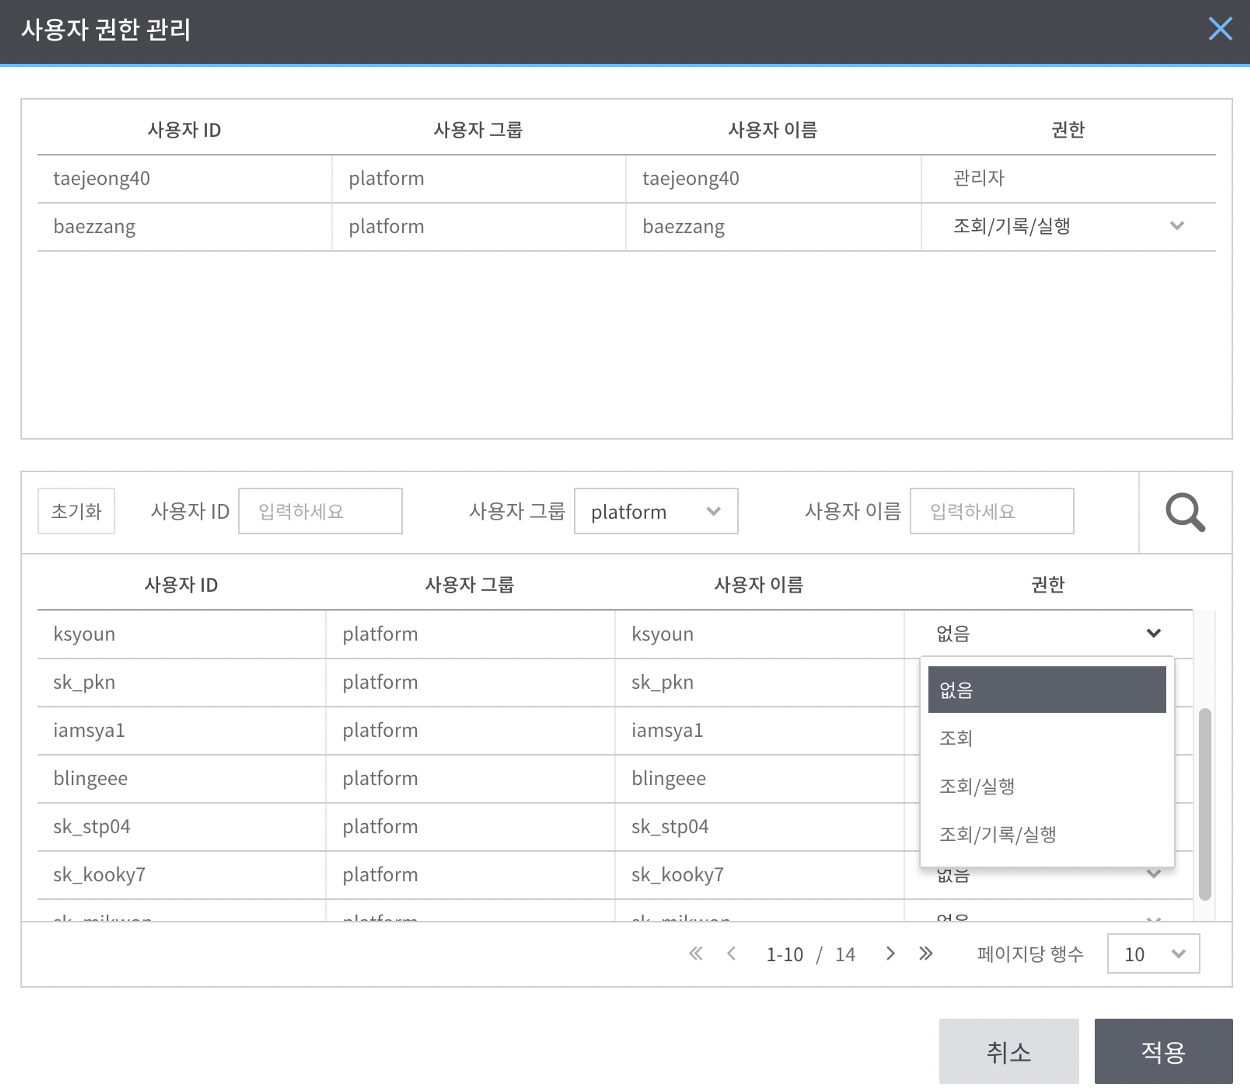 사용자 권한 관리
사용자 ID 사용자 그룹 사용자 이름 권한
taejeong40 platform taejeong40 관리자
baezzang platform baezzang 조회/기록/실행
초기화 사용자 ID 입력하세요 사용자 그룹 platform 사용자 이름 입력하세요
사용자 ID 사용자 그룹 사용자 이름 권한
ksyoun platform ksyoun 없음
sk_pkn platform sk_pkn 없음
iamsya1 platform iamsya1 조회
blingeee platform blingeee 조회/실행
sk_stp04 platform sk_stp04 조회/기록/실행
sk_kooky7 platform sk_kooky7 없음
platform 없음
1-10 / 14 페이지당 행수 10
취소 적용